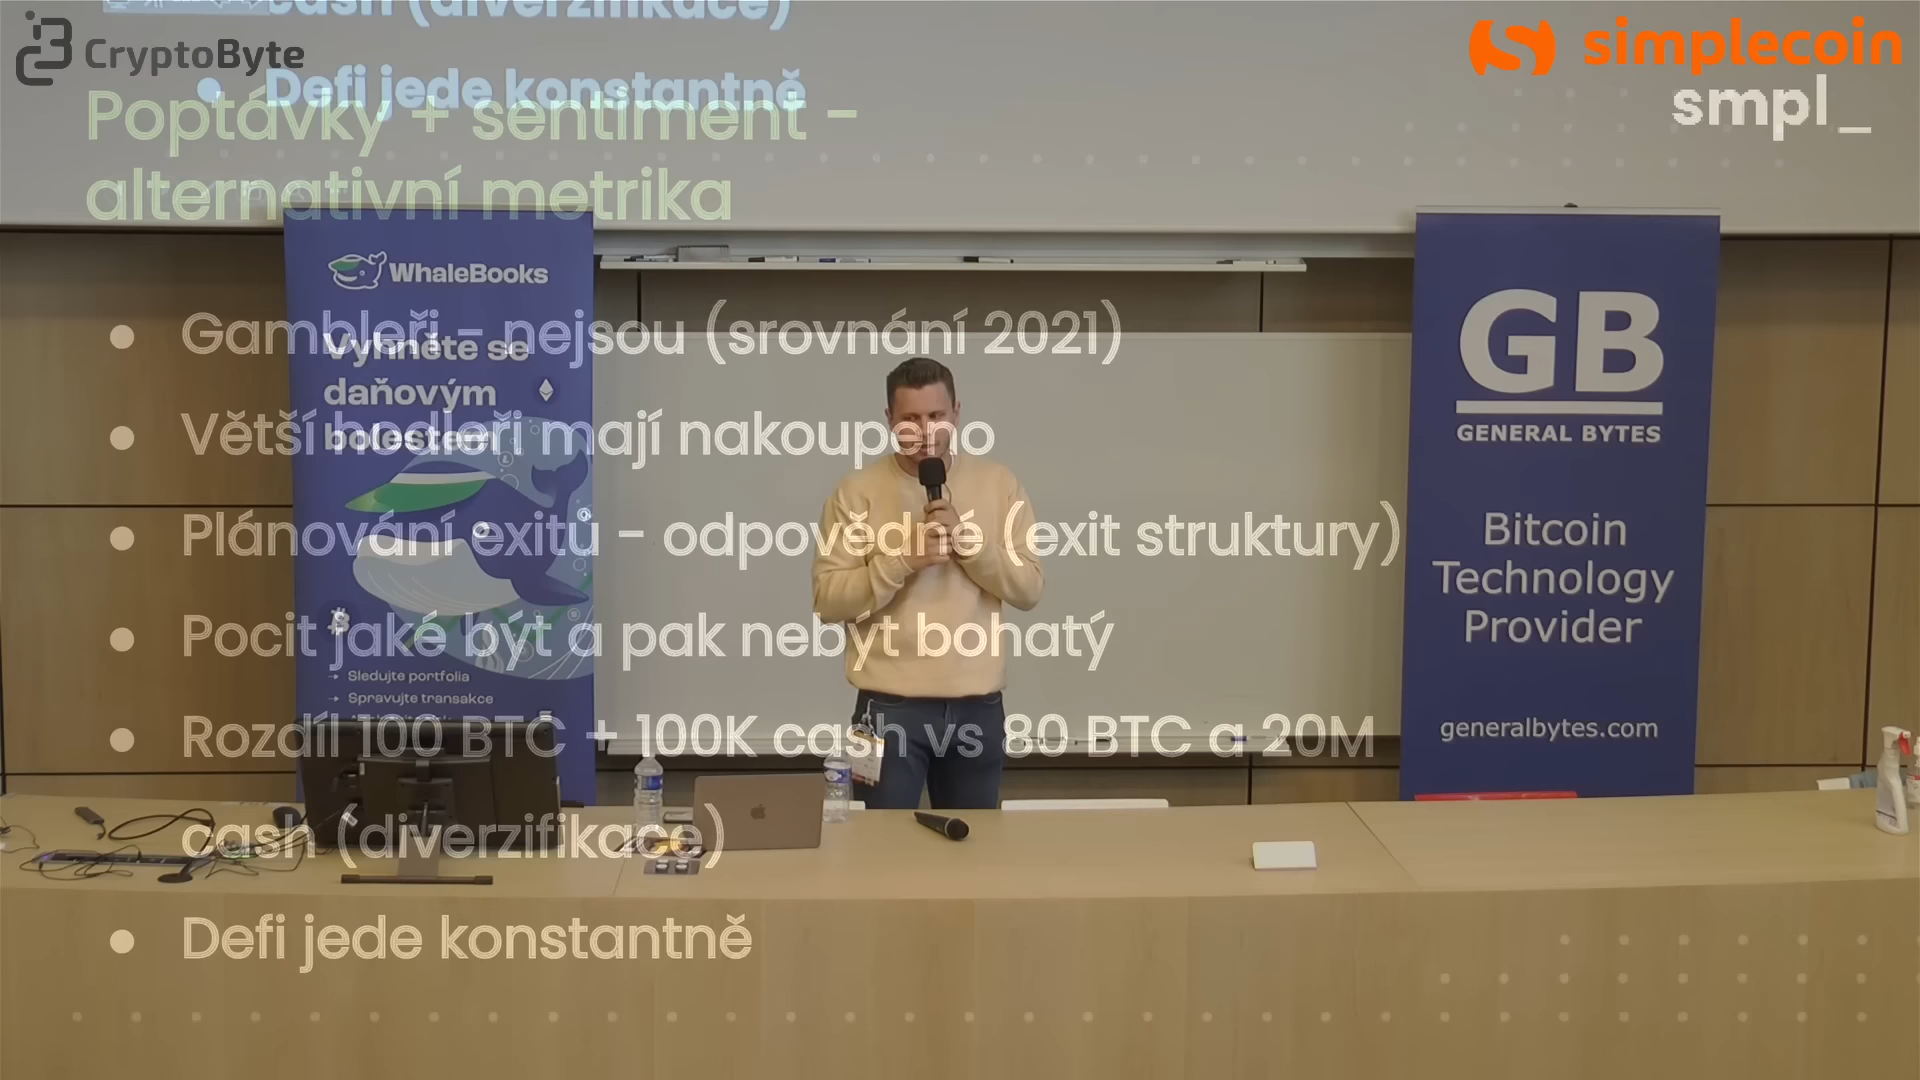 cash (diverzifikace)
CryptoByte
simplecoin
Defi jede konstantně
smpl_
Poptávky + sentiment -
alternativní metrika
WhaleBooks
Vyhněte se
daňovým
bolestem
Sledujte portfolia
Spravujte transakce
Gambleři - nejsou (srovnání 2021)
Větší hodleři mají nakoupeno
Plánování exitu - odpovědné (exit struktury)
Pocit jaké být a pak nebýt bohatý
Rozdíl 100 BTC + 100K cash vs 80 BTC a 20M
cash (diverzifikace)
Defi jede konstantně
GB
GENERAL BYTES
Bitcoin
Technology
Provider
generalbytes.com